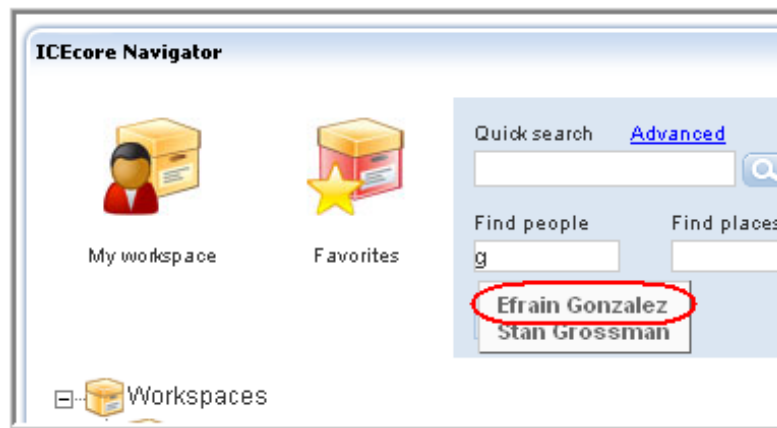 ICEcore Navigator
Quick search Advanced
Find people Find places
g
My workspace Favorites
Efrain Gonzalez
Stan Grossman
Workspaces